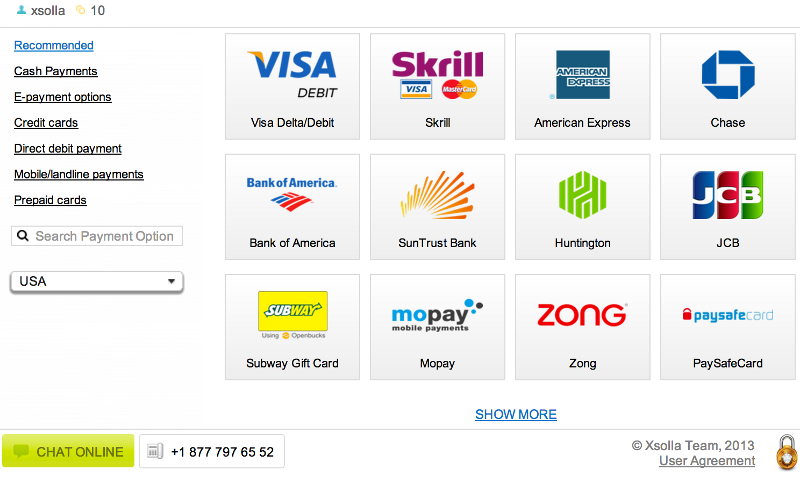 xsolla 10
Recommended
Cash Payments
E-payment options
Credit cards
Direct debit payment
Mobile/landline payments
Prepaid cards
Search Payment Option
USA
VISA
DEBIT
Visa Delta/Debit
Skrill
VISA MasterCard
Skrill
AMERICAN
EXPRESS
American Express
Chase
Bank of America
Bank of America
SunTrust Bank
Huntington
JCB
JCB
SUBWAY
Using Openbucks
Subway Gift Card
mopay
mobile payments
Mopay
ZONG
Zong
paysafecard
PaySafeCard
SHOW MORE
CHAT ONLINE
+1 877 797 65 52
© Xsolla Team, 2013
User Agreement